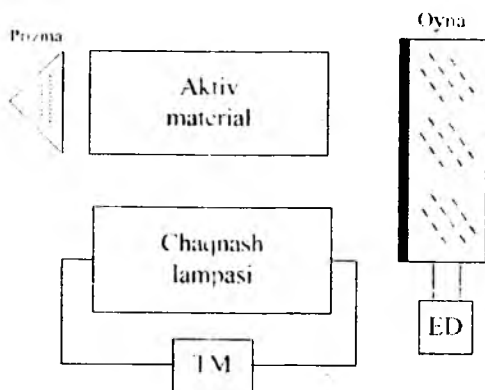 Oyna
Prizma
Aktiv
material
Chaqnash
lampasi
TM
ED